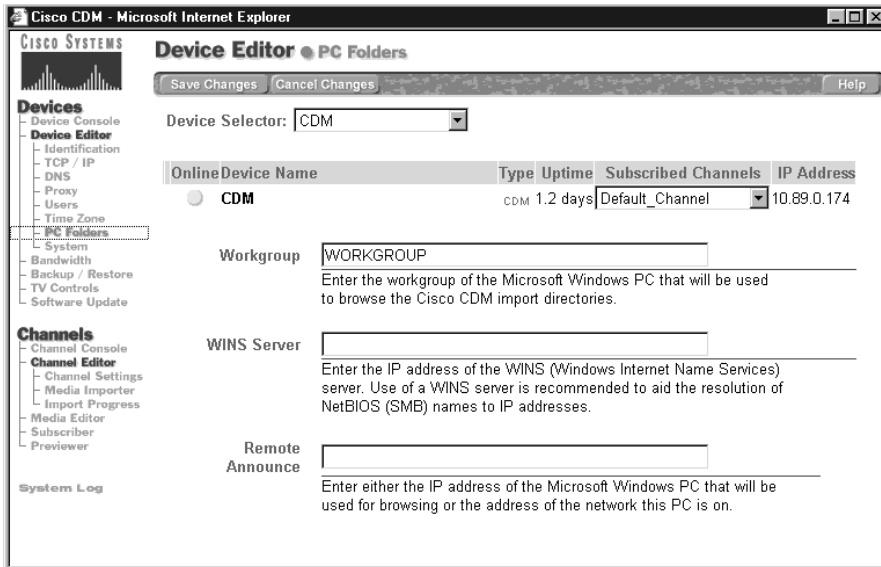 Cisco CDM - Microsoft Internet Explorer
CISCO SYSTEMS
Device Editor PC Folders
Save Changes Cancel Changes Help
Devices
Device Console
Device Editor
Identification
TCP / IP
DNS
Proxy
Users
Time Zone
PC Folders
System
Bandwidth
Backup / Restore
TV Controls
Software Update
Channels
Channel Console
Channel Editor
Channel Settings
Media Importer
Import Progress
Media Editor
Subscriber
Previewer
System Log
Device Selector: CDM
Online Device Name Type Uptime Subscribed Channels IP Address
CDM CDM 1.2 days Default_Channel 10.89.0.174
Workgroup WORKGROUP
Enter the workgroup of the Microsoft Windows PC that will be used
to browse the Cisco CDM import directories.
WINS Server
Enter the IP address of the WINS (Windows Internet Name Services)
server. Use of a WINS server is recommended to aid the resolution of
NetBIOS (SMB) names to IP addresses.
Remote
Announce
Enter either the IP address of the Microsoft Windows PC that will be
used for browsing or the address of the network this PC is on.